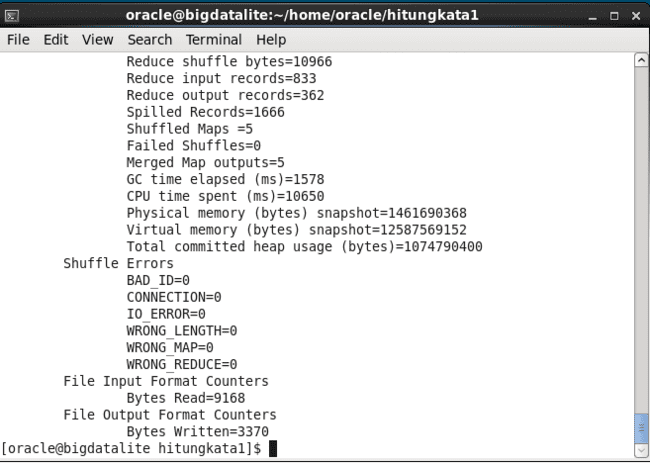 oracle@bigdatalite:~/home/oracle/hitungkata1
File Edit View Search Terminal Help
Reduce shuffle bytes=10966
Reduce input records=833
Reduce output records=362
Spilled Records=1666
Shuffled Maps =5
Failed Shuffles=0
Merged Map outputs=5
GC time elapsed (ms)=1578
CPU time spent (ms)=10650
Physical memory (bytes) snapshot=1461690368
Virtual memory (bytes) snapshot=12587569152
Total committed heap usage (bytes)=1074790400
Shuffle Errors
BAD_ID=0
CONNECTION=0
IO_ERROR=0
WRONG_LENGTH=0
WRONG_MAP=0
WRONG_REDUCE=0
File Input Format Counters
Bytes Read=9168
File Output Format Counters
Bytes Written=3370
[oracle@bigdatalite hitungkata1]$